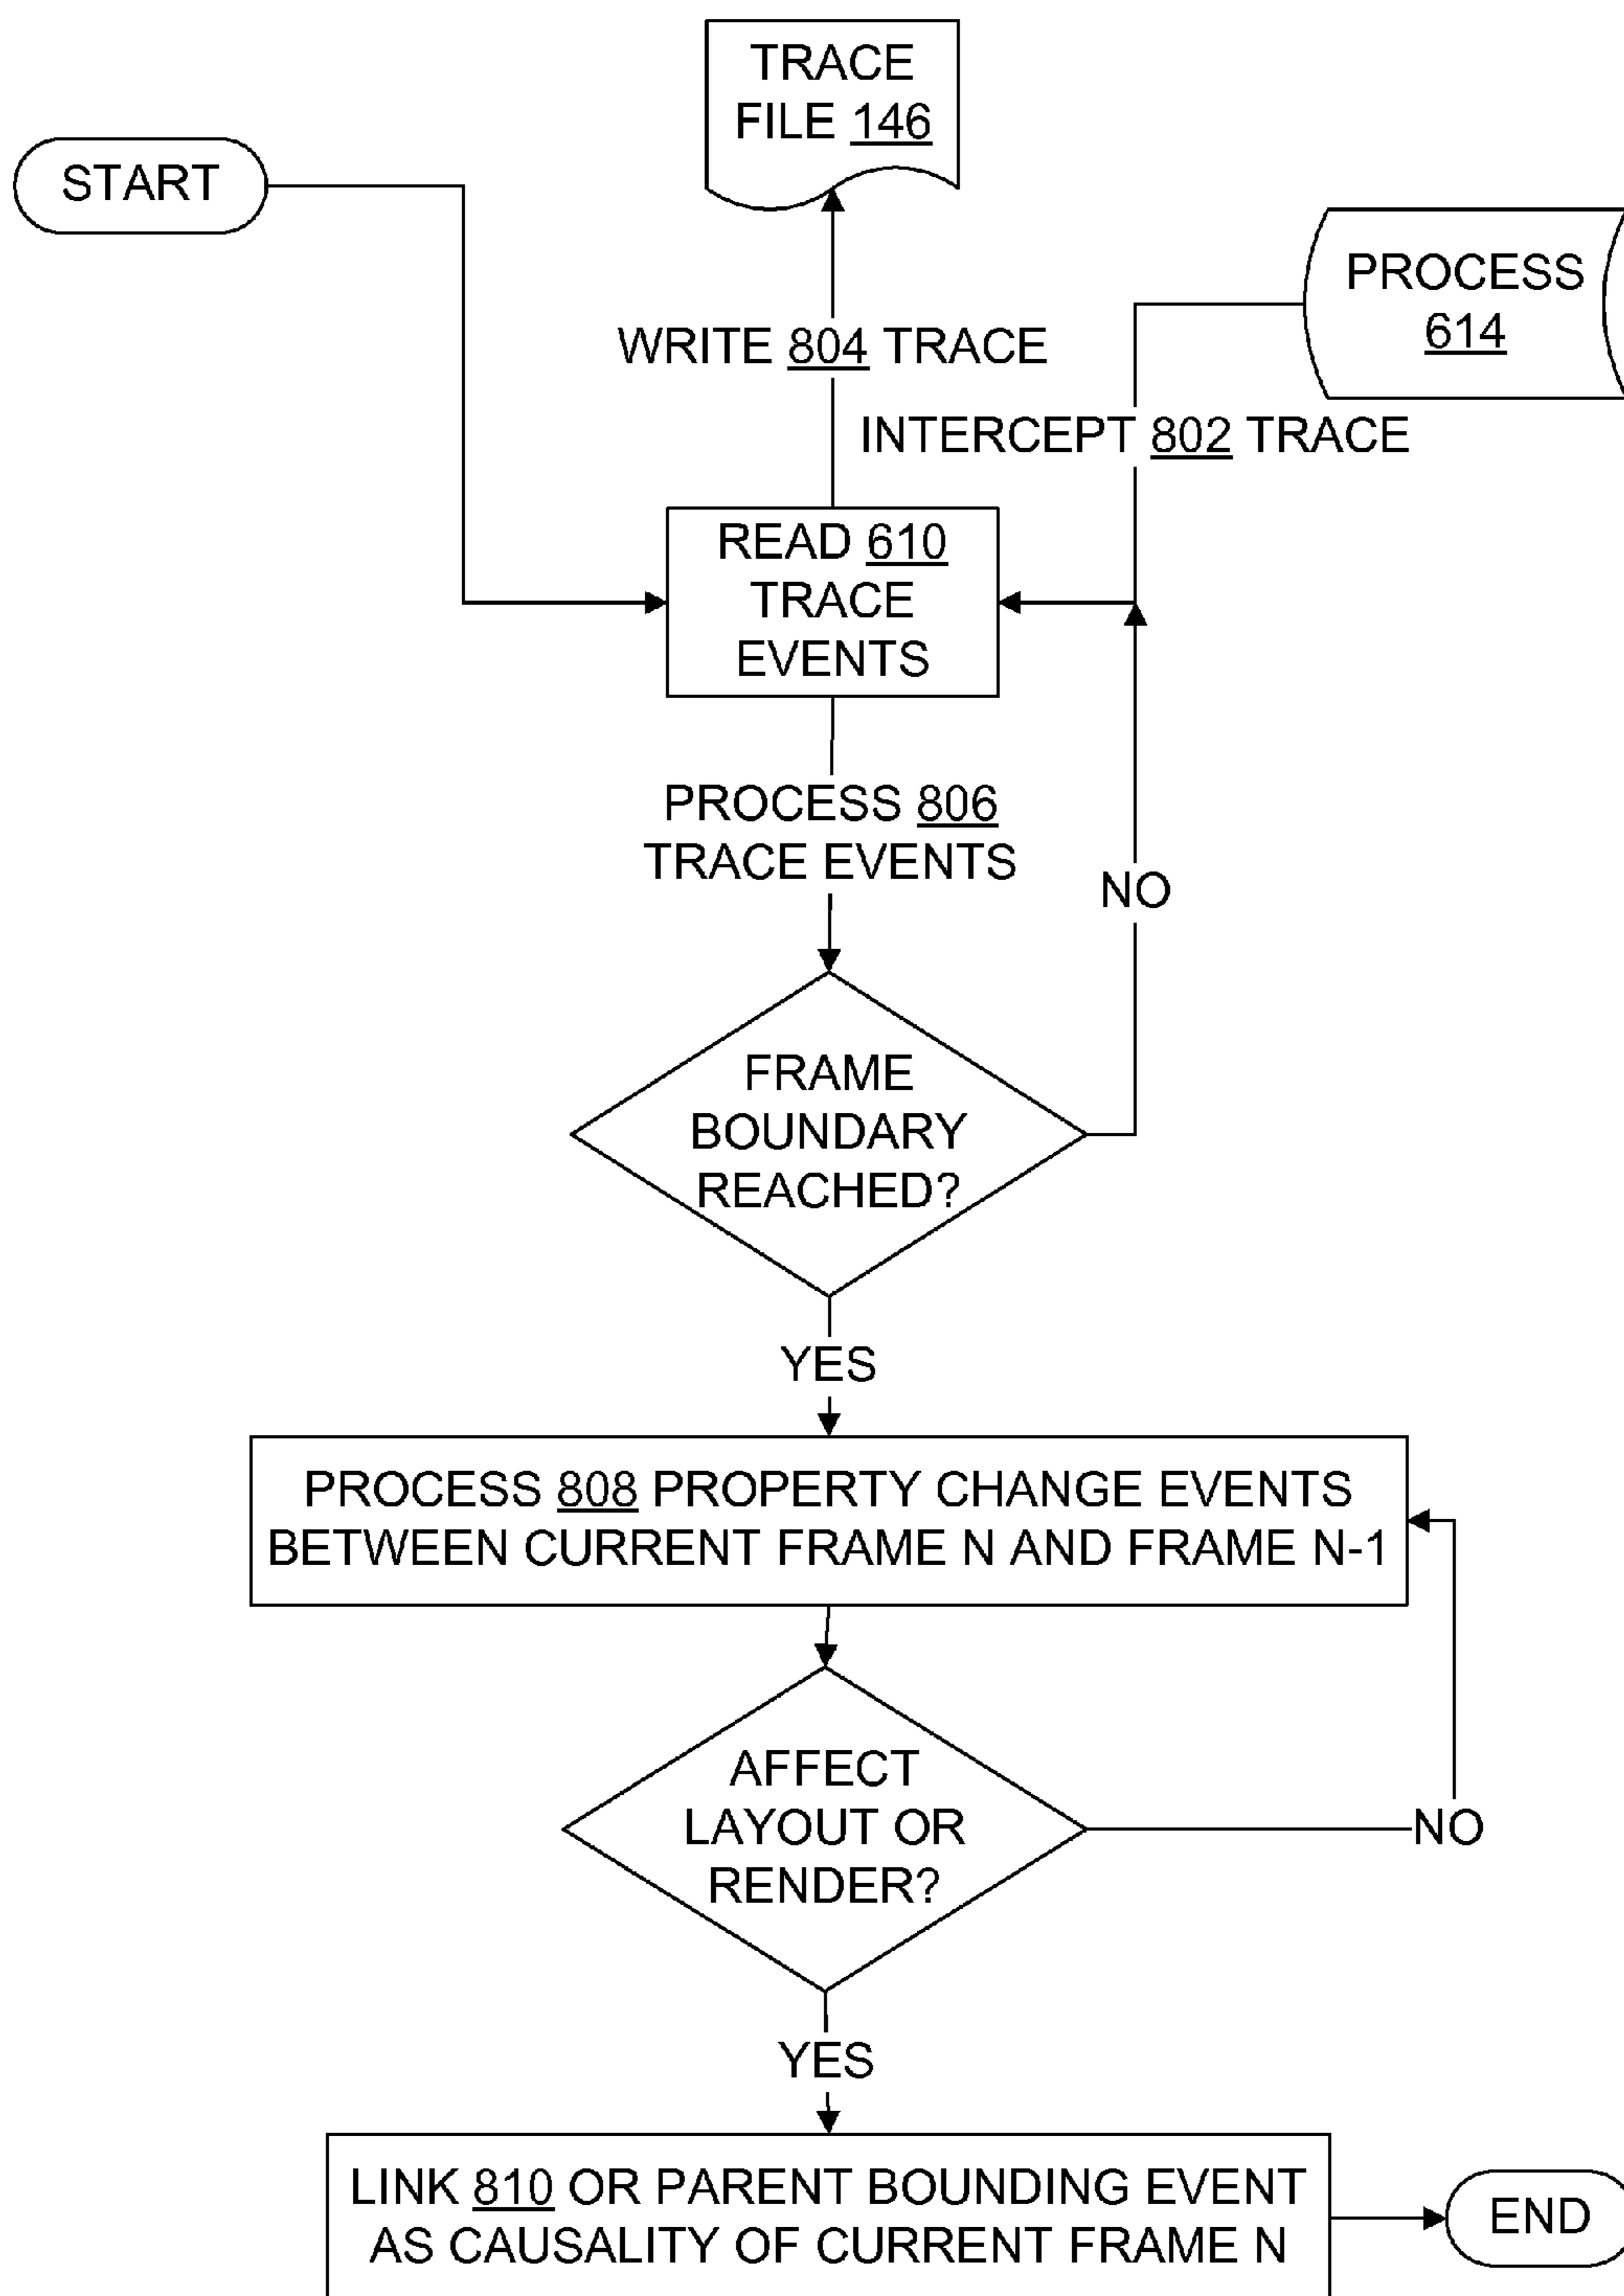 TRACE
FILE 146
START
PROCESS
614
WRITE 804 TRACE
INTERCEPT 802 TRACE
READ 610
TRACE
EVENTS
PROCESS 806
TRACE EVENTS
NO
FRAME
BOUNDARY
REACHED?
YES
PROCESS 808 PROPERTY CHANGE EVENTS
BETWEEN CURRENT FRAME N AND FRAME N-1
AFFECT
LAYOUT OR
RENDER?
NO
YES
LINK 810 OR PARENT BOUNDING EVENT
AS CAUSALITY OF CURRENT FRAME N
END